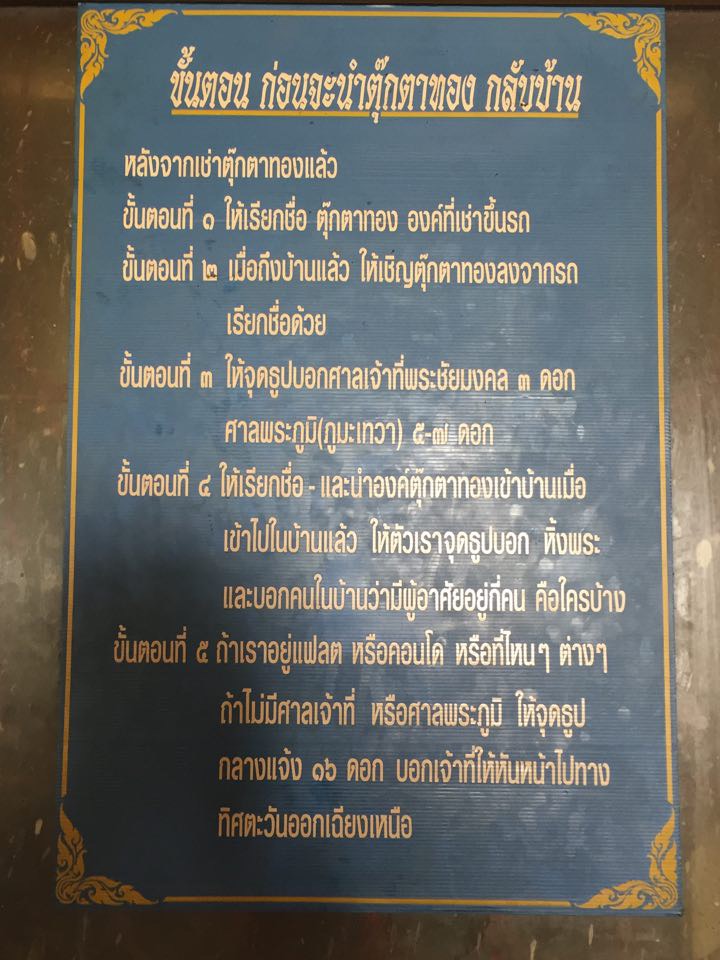 ขั้นตอน ก่อนจะนำตุ๊กตาทอง กลับบ้าน
หลังจากเช่าตุ๊กตาทองแล้ว
ขั้นตอนที่ ๑ ให้เรียกชื่อ ตุ๊กตาทอง องค์ที่เช่าขึ้นรถ
ขั้นตอนที่ ๒ เมื่อถึงบ้านแล้ว ให้เชิญตุ๊กตาทองลงจากรถ
เรียกชื่อด้วย
ขั้นตอนที่ ๓ ให้จุดธูปบอกศาลเจ้าที่พระชัยมงคล ๓ ดอก
ศาลพระภูมิ(ภูมะเทวา) ๕-๗ ดอก
ขั้นตอนที่ ๔ ให้เรียกชื่อ - และนำองค์ตุ๊กตาทองเข้าบ้านเมื่อ
เข้าไปในบ้านแล้ว ให้ตัวเราจุดธูปบอก หิ้งพระ
และบอกคนในบ้านว่ามีผู้อาศัยอยู่กี่คน คือใครบ้าง
ขั้นตอนที่ ๕ ถ้าเราอยู่แฟลต หรือคอนโด หรือที่ไหนๆ ต่างๆ
ถ้าไม่มีศาลเจ้าที่ หรือศาลพระภูมิ ให้จุดธูป
กลางแจ้ง ๑๖ ดอก บอกเจ้าที่ให้หันหน้าไปทาง
ทิศตะวันออกเฉียงเหนือ